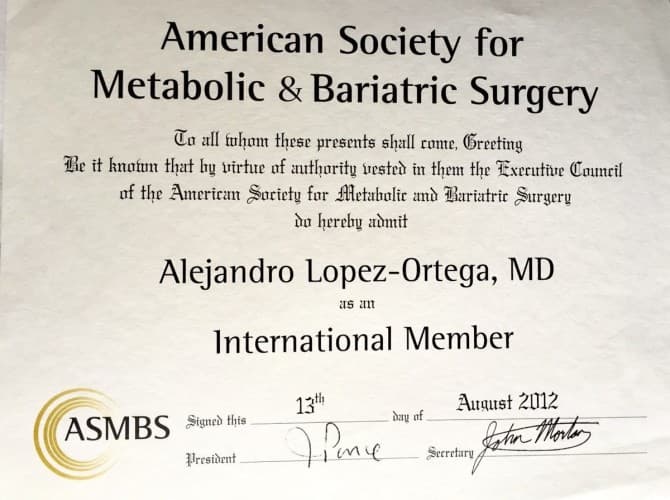 American Society for
Metabolic & Bariatric Surgery
To all whom these presents shall come, Greeting
Be it known that by virtue of authority vested in them the Executive Council
of the American Society for Metabolic and Bariatric Surgery
do hereby admit
Alejandro Lopez-Ortega, MD
as an
International Member
ASMBS
Signed this 13th day of August 2012
President J Ponce Secretary John Morton